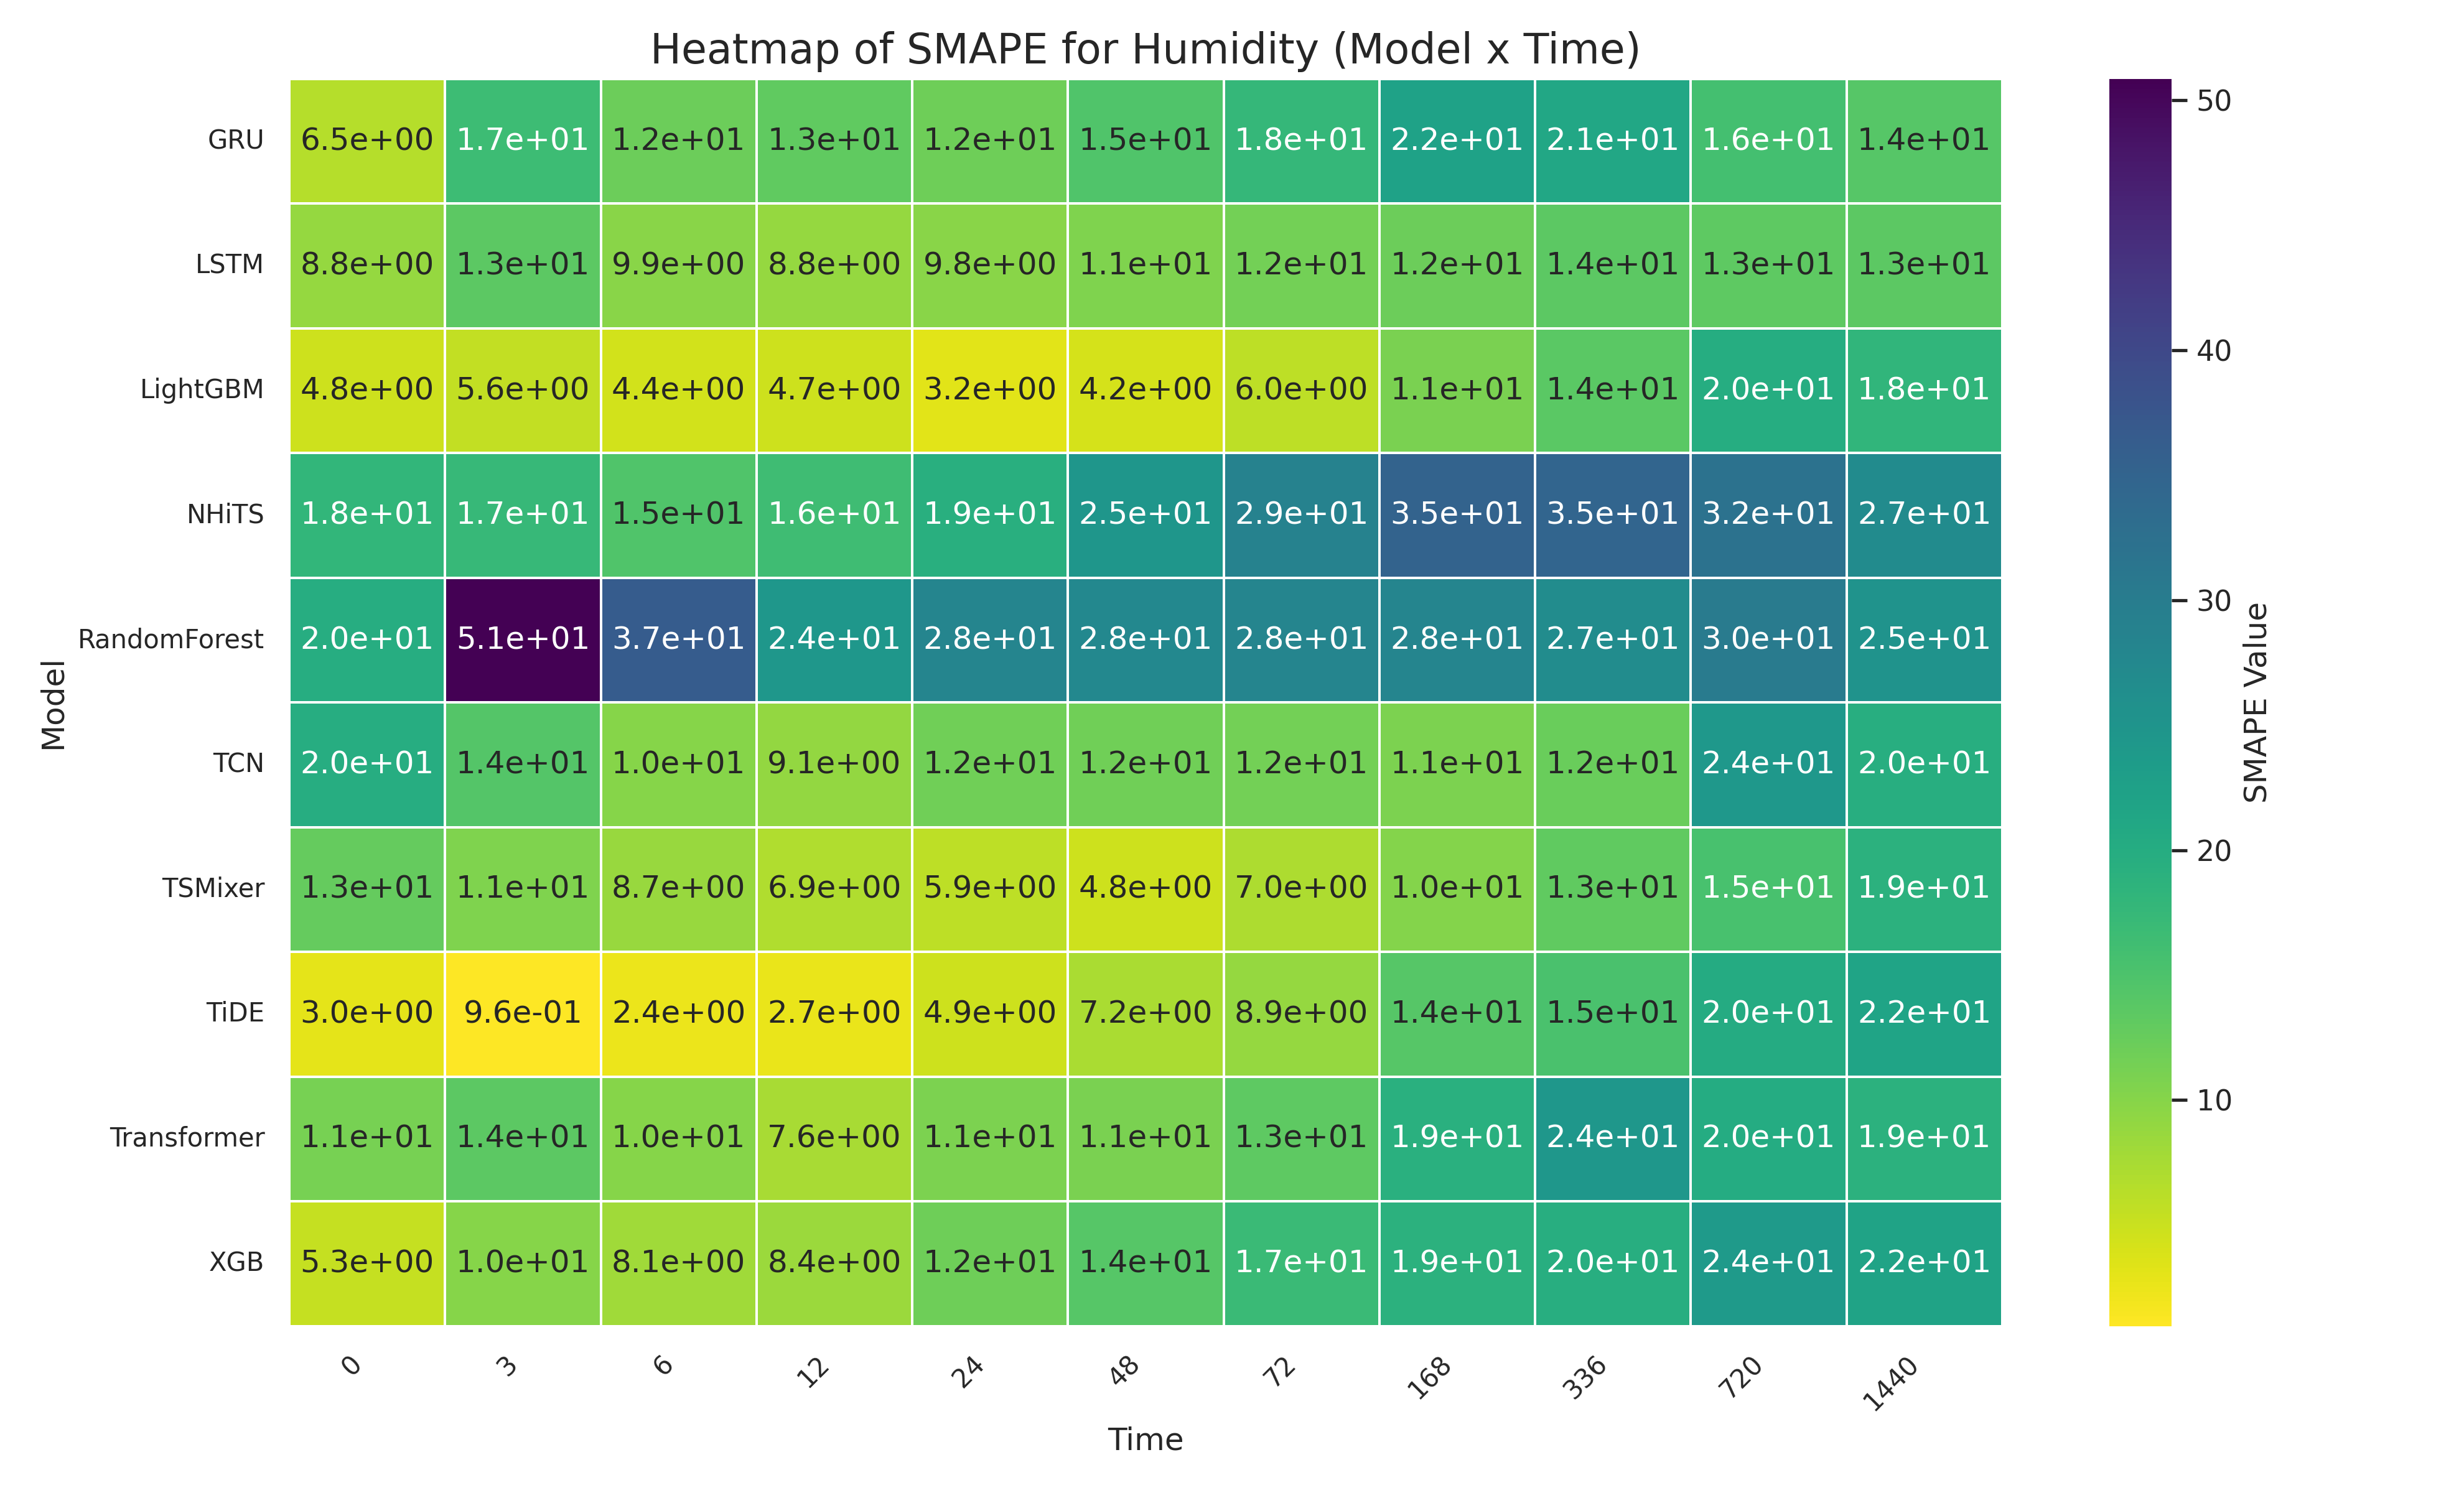 Heatmap of SMAPE for Humidity (Model x Time)
GRU 6.5e+00 1.7e+01 1.2e+01 1.3e+01 1.2e+01 1.5e+01 1.8e+01 2.2e+01 2.1e+01 1.6e+01 1.4e+01
LSTM 8.8e+00 1.3e+01 9.9e+00 8.8e+00 9.8e+00 1.1e+01 1.2e+01 1.2e+01 1.4e+01 1.3e+01 1.3e+01
LightGBM 4.8e+00 5.6e+00 4.4e+00 4.7e+00 3.2e+00 4.2e+00 6.0e+00 1.1e+01 1.4e+01 2.0e+01 1.8e+01
NHiTS 1.8e+01 1.7e+01 1.5e+01 1.6e+01 1.9e+01 2.5e+01 2.9e+01 3.5e+01 3.5e+01 3.2e+01 2.7e+01
RandomForest 2.0e+01 5.1e+01 3.7e+01 2.4e+01 2.8e+01 2.8e+01 2.8e+01 2.8e+01 2.7e+01 3.0e+01 2.5e+01
TCN 2.0e+01 1.4e+01 1.0e+01 9.1e+00 1.2e+01 1.2e+01 1.2e+01 1.1e+01 1.2e+01 2.4e+01 2.0e+01
TSMixer 1.3e+01 1.1e+01 8.7e+00 6.9e+00 5.9e+00 4.8e+00 7.0e+00 1.0e+01 1.3e+01 1.5e+01 1.9e+01
TiDE 3.0e+00 9.6e-01 2.4e+00 2.7e+00 4.9e+00 7.2e+00 8.9e+00 1.4e+01 1.5e+01 2.0e+01 2.2e+01
Transformer 1.1e+01 1.4e+01 1.0e+01 7.6e+00 1.1e+01 1.1e+01 1.3e+01 1.9e+01 2.4e+01 2.0e+01 1.9e+01
XGB 5.3e+00 1.0e+01 8.1e+00 8.4e+00 1.2e+01 1.4e+01 1.7e+01 1.9e+01 2.0e+01 2.4e+01 2.2e+01
0 3 6 12 24 48 72 168 336 720 1440
Time
Model
50
40
30
20
10
SMAPE Value